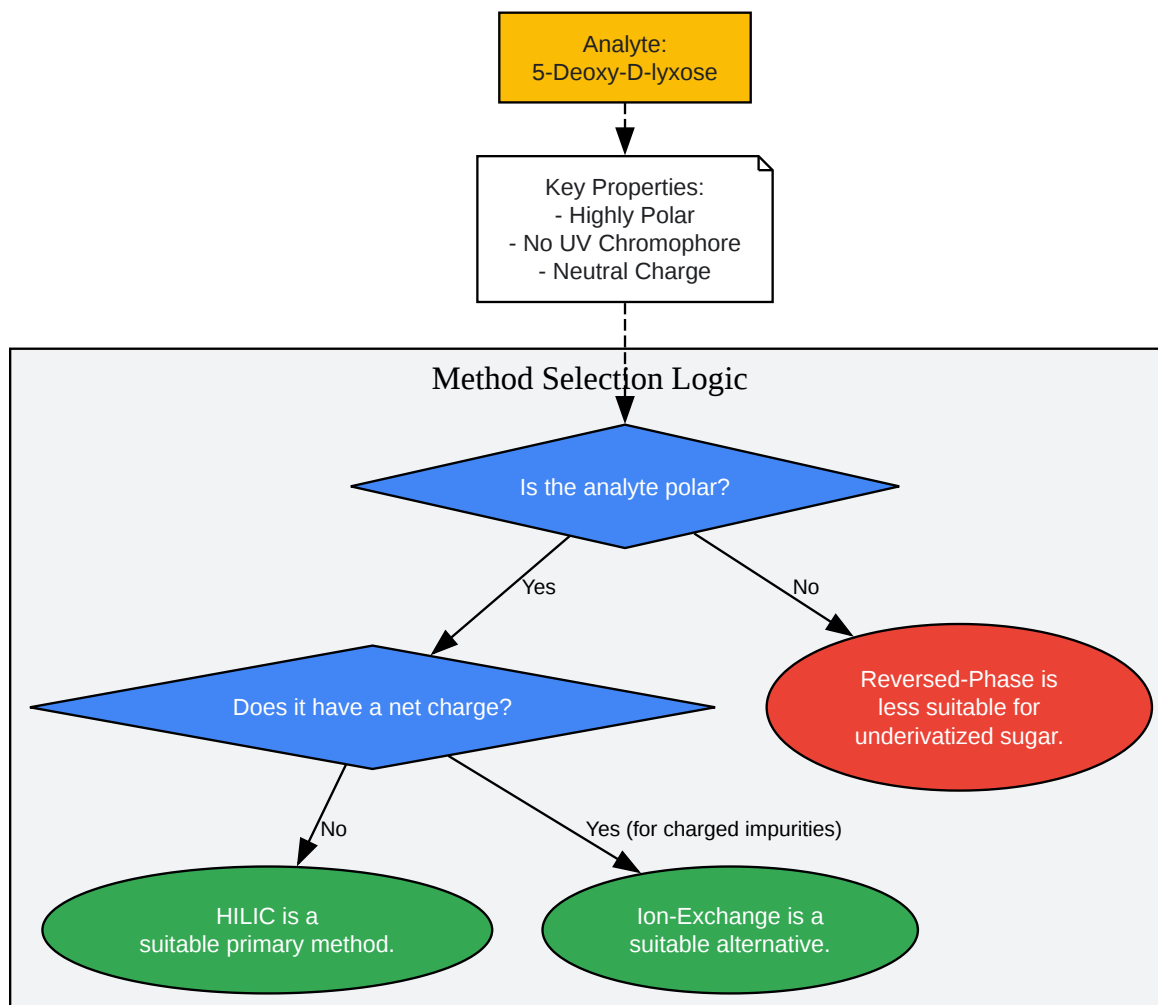 Analyte:
5-Deoxy-D-lyxose
Key Properties:
- Highly Polar
- No UV Chromophore
- Neutral Charge
Method Selection Logic
Is the analyte polar?
Yes
No
Does it have a net charge?
Reversed-Phase is
less suitable for
underivatized sugar.
No
Yes (for charged impurities)
HILIC is a
suitable primary method.
Ion-Exchange is a
suitable alternative.